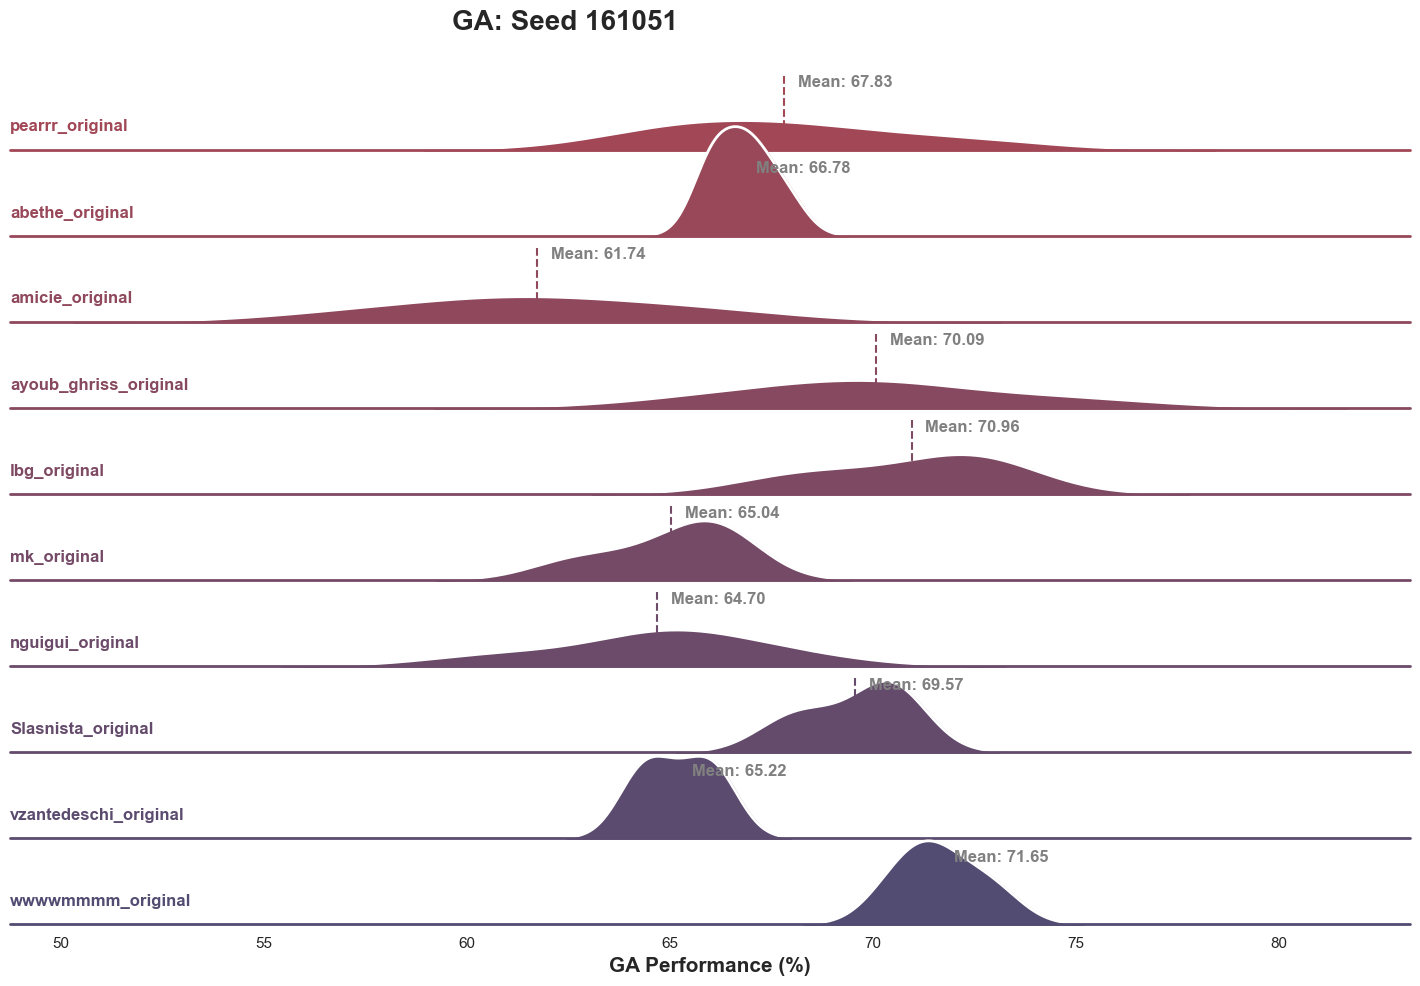 GA: Seed 161051
Mean: 67.83
pearrr_original
Mean: 66.78
abethe_original
Mean: 61.74
amicie_original
Mean: 70.09
ayoub_ghriss_original
Mean: 70.96
lbg_original
Mean: 65.04
mk_original
Mean: 64.70
nguigui_original
Mean: 69.57
Slasnista_original
Mean: 65.22
vzantedeschi_original
Mean: 71.65
wwwwmmmm_original
50 55 60 65 70 75 80
GA Performance (%)